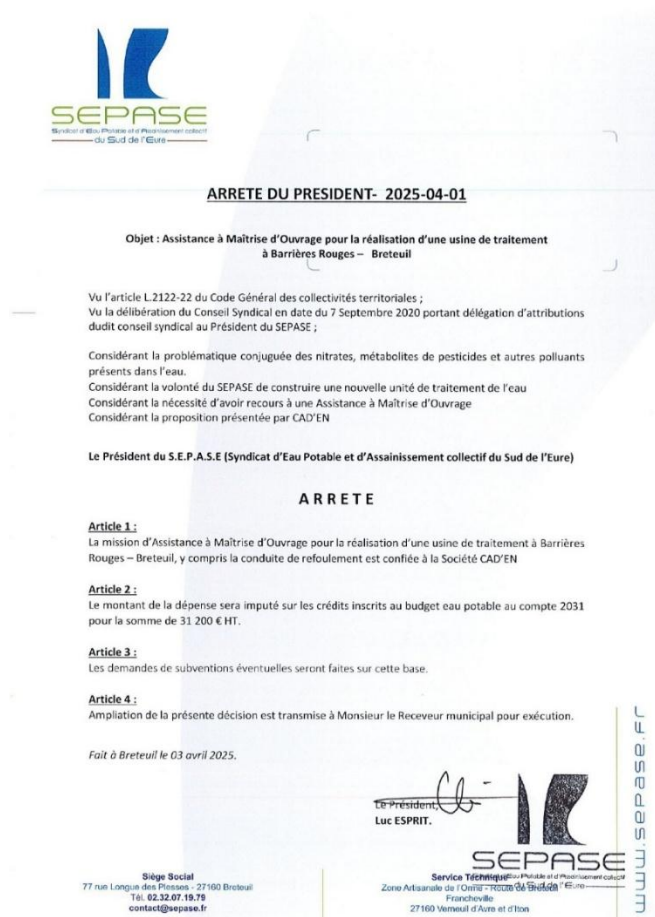 SEPASE
Syndicat d'Eau Potable et d'Assainissement collectif
du Sud de l'Eure
ARRETE DU PRESIDENT- 2025-04-01
Objet : Assistance à Maîtrise d'Ouvrage pour la réalisation d'une usine de traitement
à Barrières Rouges – Breteuil
Vu l'article L.2122-22 du Code Général des collectivités territoriales ;
Vu la délibération du Conseil Syndical en date du 7 Septembre 2020 portant délégation d'attributions
dudit conseil syndical au Président du SEPASE ;
Considérant la problématique conjuguée des nitrates, métabolites de pesticides et autres polluants
présents dans l'eau.
Considérant la volonté du SEPASE de construire une nouvelle unité de traitement de l'eau
Considérant la nécessité d'avoir recours à une Assistance à Maîtrise d'Ouvrage
Considérant la proposition présentée par CAD'EN
Le Président du S.E.P.A.S.E (Syndicat d'Eau Potable et d'Assainissement collectif du Sud de l'Eure)
ARRETE
Article 1 :
La mission d'Assistance à Maîtrise d'Ouvrage pour la réalisation d'une usine de traitement à Barrières
Rouges – Breteuil, y compris la conduite de refoulement est confiée à la Société CAD'EN
Article 2 :
Le montant de la dépense sera imputé sur les crédits inscrits au budget eau potable au compte 2031
pour la somme de 31 200 € HT.
Article 3 :
Les demandes de subventions éventuelles seront faites sur cette base.
Article 4 :
Ampliation de la présente décision est transmise à Monsieur le Receveur municipal pour exécution.
Fait à Breteuil le 03 avril 2025.
Le Président,
Luc ESPRIT.
SEPASE
Eau Potable et d'Assainissement collectif
du Sud de l'Eure
www.sepase.fr
Siège Social
77 rue Longue des Plesses - 27160 Breteuil
Tél. 02.32.07.19.79
contact@sepase.fr
Service Technique
Zone Artisanale de l'Ormé - Route de Breteuil
Francheville
27160 Verneuil d'Avre et d'Iton